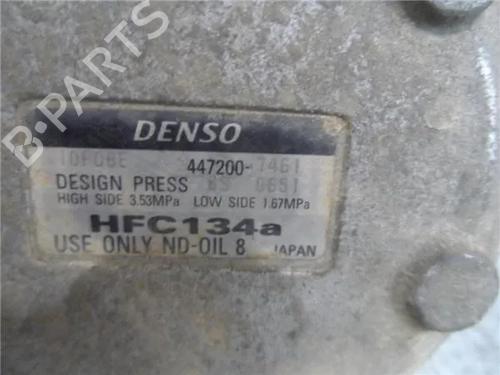 B-PARTS
DENSO
447200-7461
DESIGN PRESS
HIGH SIDE 3.53MPa LOW SIDE 1.67MPa
HFC134a
USE ONLY ND-OIL 8 JAPAN